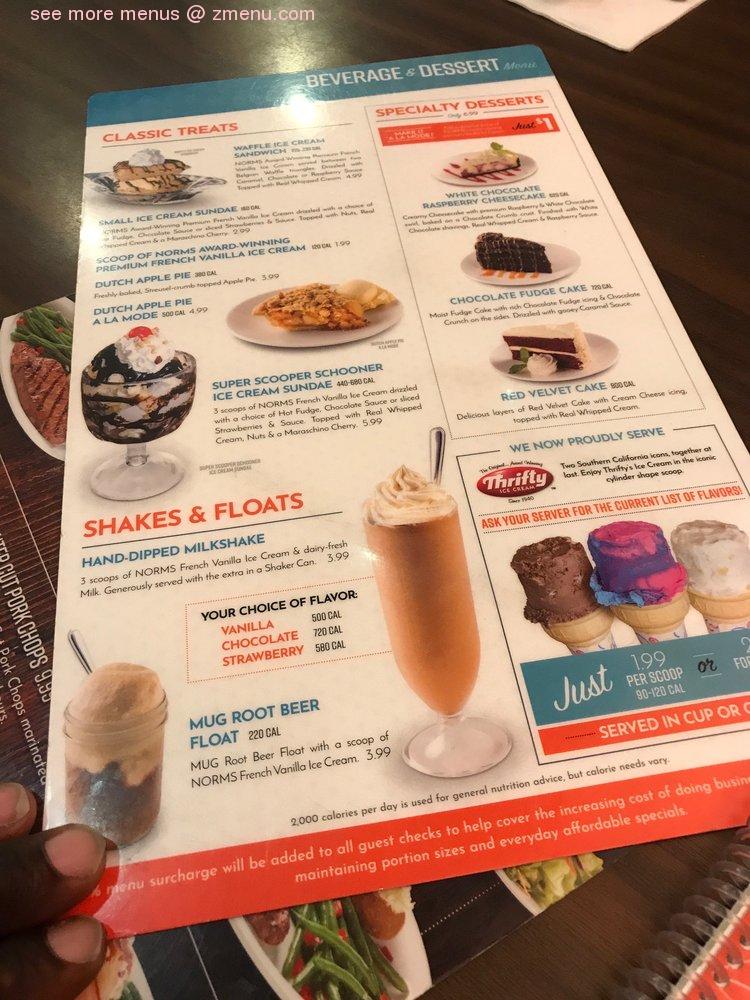 see more menus @ zmenu.com
BEVERAGE & DESSERT Menu
CLASSIC TREATS
WAFFLE ICE CREAM
SANDWICH
NORMS Award-Winning Premium French
Vanilla Ice Cream served between two
Belgian Waffle triangles. Drizzled with
Caramel, Chocolate or Raspberry Sauce
Topped with Real Whipped Cream. 4.99
SMALL ICE CREAM SUNDAE 160 CAL
NORMS Award-Winning Premium French Vanilla Ice Cream drizzled with a choice of
Fudge, Chocolate Sauce or sliced Strawberries & Sauce. Topped with Nuts, Real
Whipped Cream & a Maraschino Cherry. 2.99
SCOOP OF NORMS AWARD-WINNING
PREMIUM FRENCH VANILLA ICE CREAM 120 CAL 1.99
DUTCH APPLE PIE 380 CAL
Freshly-baked, Streusel-crumb topped Apple Pie. 3.99
DUTCH APPLE PIE
A LA MODE 500 CAL 4.99
DUTCH APPLE PIE
A LA MODE
SUPER SCOOPER SCHOONER
ICE CREAM SUNDAE 440-680 CAL
3 scoops of NORMS French Vanilla Ice Cream drizzled
with a choice of Hot Fudge, Chocolate Sauce or sliced
Strawberries & Sauce. Topped with Real Whipped
Cream, Nuts & a Maraschino Cherry. 5.99
SUPER SCOOPER SCHOONER
ICE CREAM SUNDAE
SHAKES & FLOATS
HAND-DIPPED MILKSHAKE
3 scoops of NORMS French Vanilla Ice Cream & dairy-fresh
Milk. Generously served with the extra in a Shaker Can. 3.99
YOUR CHOICE OF FLAVOR:
VANILLA 500 CAL
CHOCOLATE 720 CAL
STRAWBERRY 580 CAL
MUG ROOT BEER
FLOAT 220 CAL
MUG Root Beer Float with a scoop of
NORMS French Vanilla Ice Cream. 3.99
SPECIALTY DESSERTS
Only 6.99
MAKE IT
A LA MODE!
Just $1
WHITE CHOCOLATE
RASPBERRY CHEESECAKE
Creamy Cheesecake with premium Raspberry & White Chocolate
swirl, baked on a Chocolate Crumb crust. Finished with White
Chocolate shavings, Real Whipped Cream & Raspberry Sauce.
CHOCOLATE FUDGE CAKE 720 CAL
Moist Fudge Cake with rich Chocolate Fudge icing & Chocolate
Crunch on the sides. Drizzled with gooey Caramel Sauce.
RED VELVET CAKE 800 CAL
Delicious layers of Red Velvet Cake with Cream Cheese icing,
topped with Real Whipped Cream.
WE NOW PROUDLY SERVE
The Original... Award-Winning
Thrifty
ICE CREAM
Since 1940
Two Southern California icons, together at
last. Enjoy Thrifty's Ice Cream in the iconic
cylinder shape scoop.
ASK YOUR SERVER FOR THE CURRENT LIST OF FLAVORS!
Just 1.99
PER SCOOP
90-120 CAL
or
SERVED IN CUP OR
2,000 calories per day is used for general nutrition advice, but calorie needs vary.
% menu surcharge will be added to all guest checks to help cover the increasing cost of doing
maintaining portion sizes and everyday affordable specials.
CUT PORK CHOPS 9.99
Pork Chops marinated